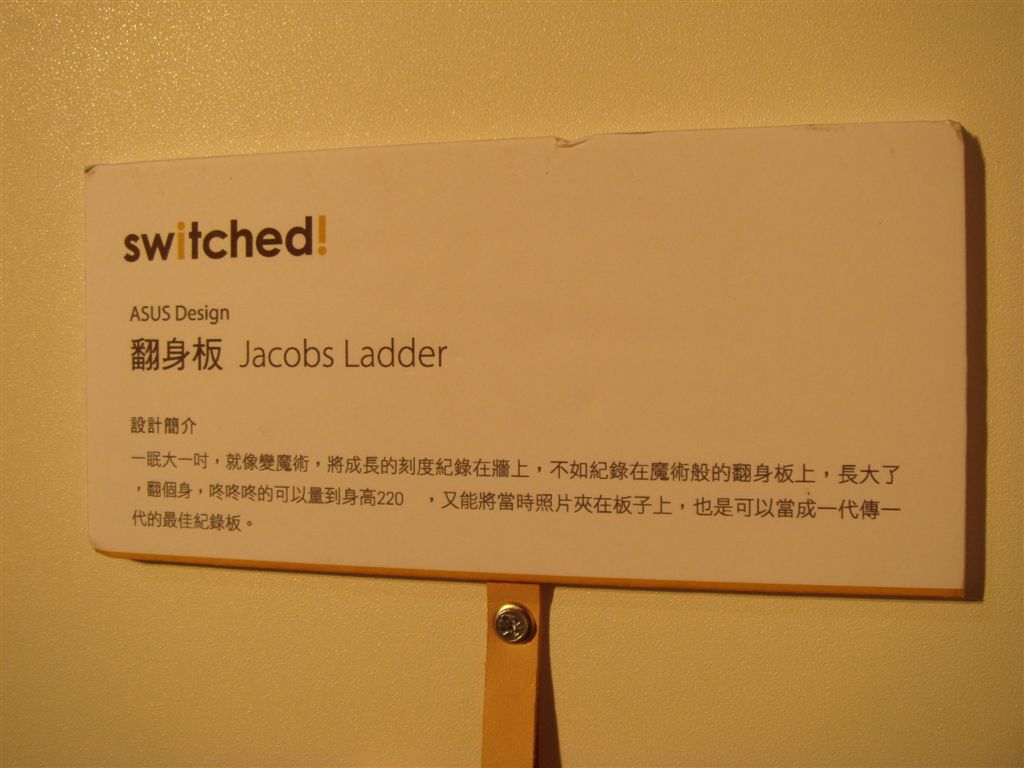 switched!
ASUS Design
翻身板 Jacobs Ladder
設計簡介
一眠大一吋，就像變魔術，將成長的刻度紀錄在牆上，不如紀錄在魔術般的翻身板上，長大了
，翻個身，咚咚咚的可以量到身高220 ，又能將當時照片夾在板子上，也是可以當成一代傳一
代的最佳紀錄板。